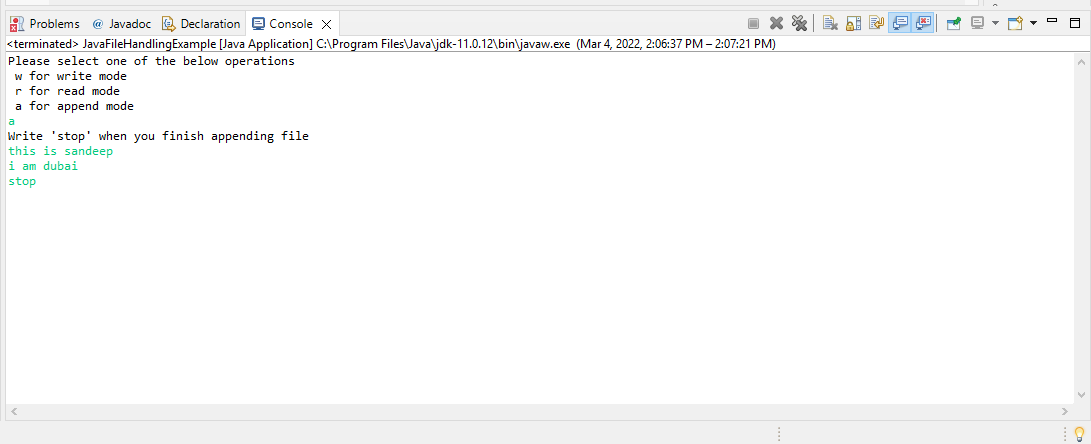 Problems @ Javadoc Declaration Console
<terminated> JavaFileHandlingExample [Java Application] C:\Program Files\Java\jdk-11.0.12\bin\javaw.exe (Mar 4, 2022, 2:06:37 PM – 2:07:21 PM)
Please select one of the below operations
 w for write mode
 r for read mode
 a for append mode
a
Write 'stop' when you finish appending file
this is sandeep
i am dubai
stop